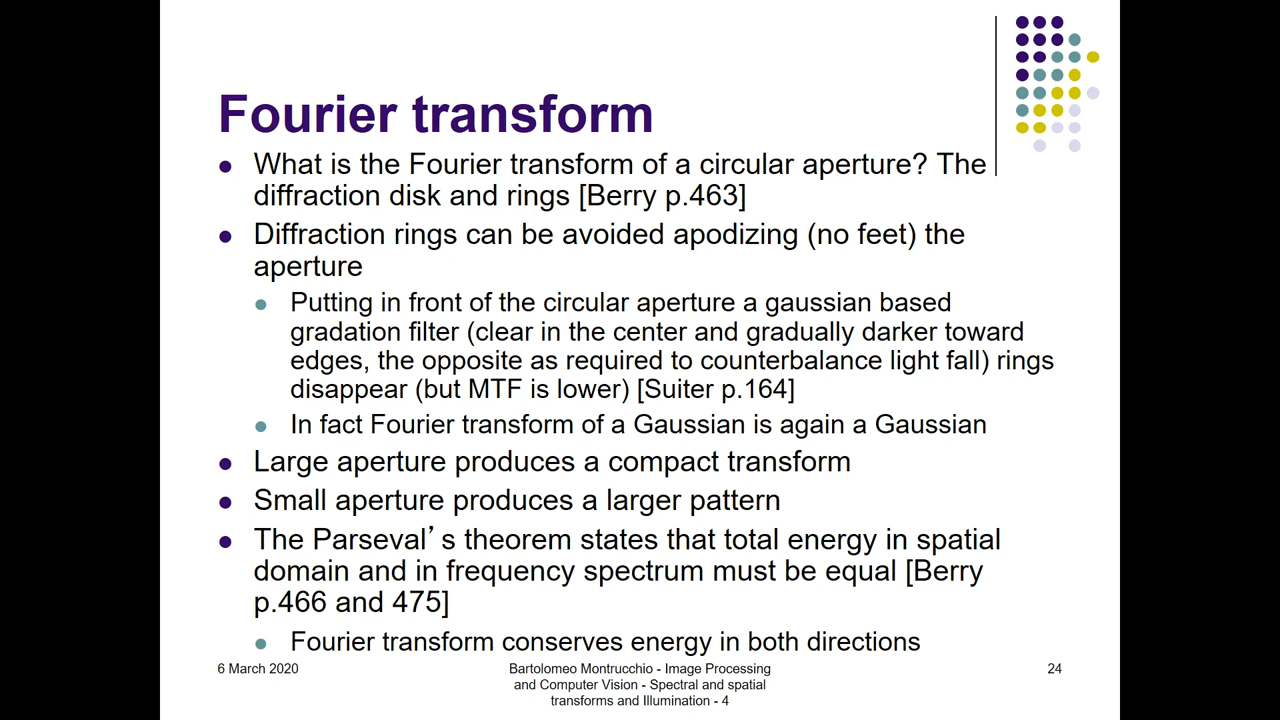 Fourier transform
● What is the Fourier transform of a circular aperture? The
diffraction disk and rings [Berry p.463]
● Diffraction rings can be avoided apodizing (no feet) the
aperture
● Putting in front of the circular aperture a gaussian based
gradation filter (clear in the center and gradually darker toward
edges, the opposite as required to counterbalance light fall) rings
disappear (but MTF is lower) [Suiter p.164]
● In fact Fourier transform of a Gaussian is again a Gaussian
● Large aperture produces a compact transform
● Small aperture produces a larger pattern
● The Parseval’s theorem states that total energy in spatial
domain and in frequency spectrum must be equal [Berry
p.466 and 475]
● Fourier transform conserves energy in both directions
6 March 2020
Bartolomeo Montrucchio - Image Processing
and Computer Vision - Spectral and spatial
transforms and Illumination - 4
24